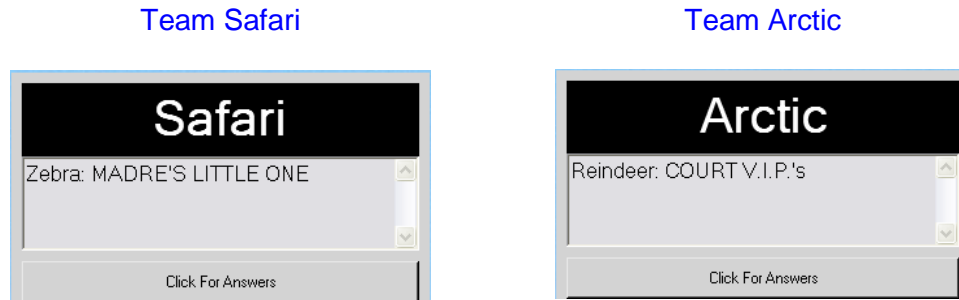 Team Safari
Team Arctic
Safari
Zebra: MADRE'S LITTLE ONE
Click For Answers
Arctic
Reindeer: COURT V.I.P.'s
Click For Answers